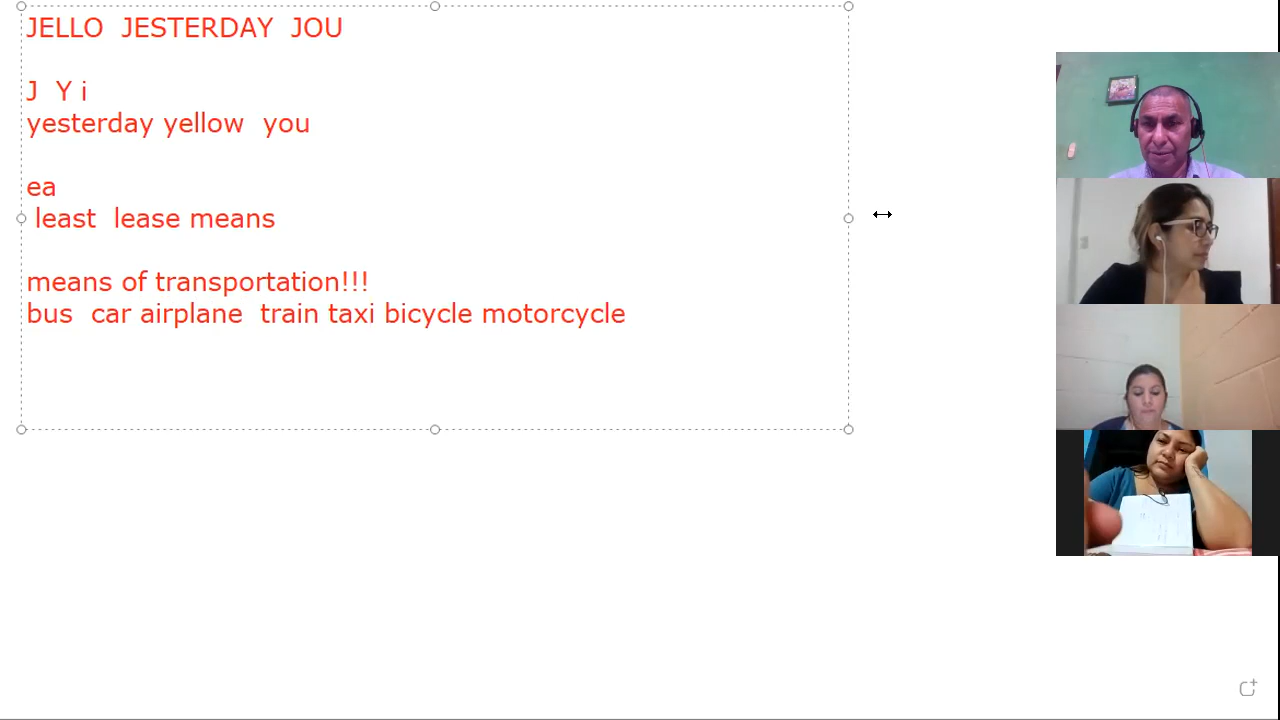 JELLO JESTERDAY JOU
J Y i
yesterday yellow you
ea
least lease means
means of transportation!!!
bus car airplane train taxi bicycle motorcycle